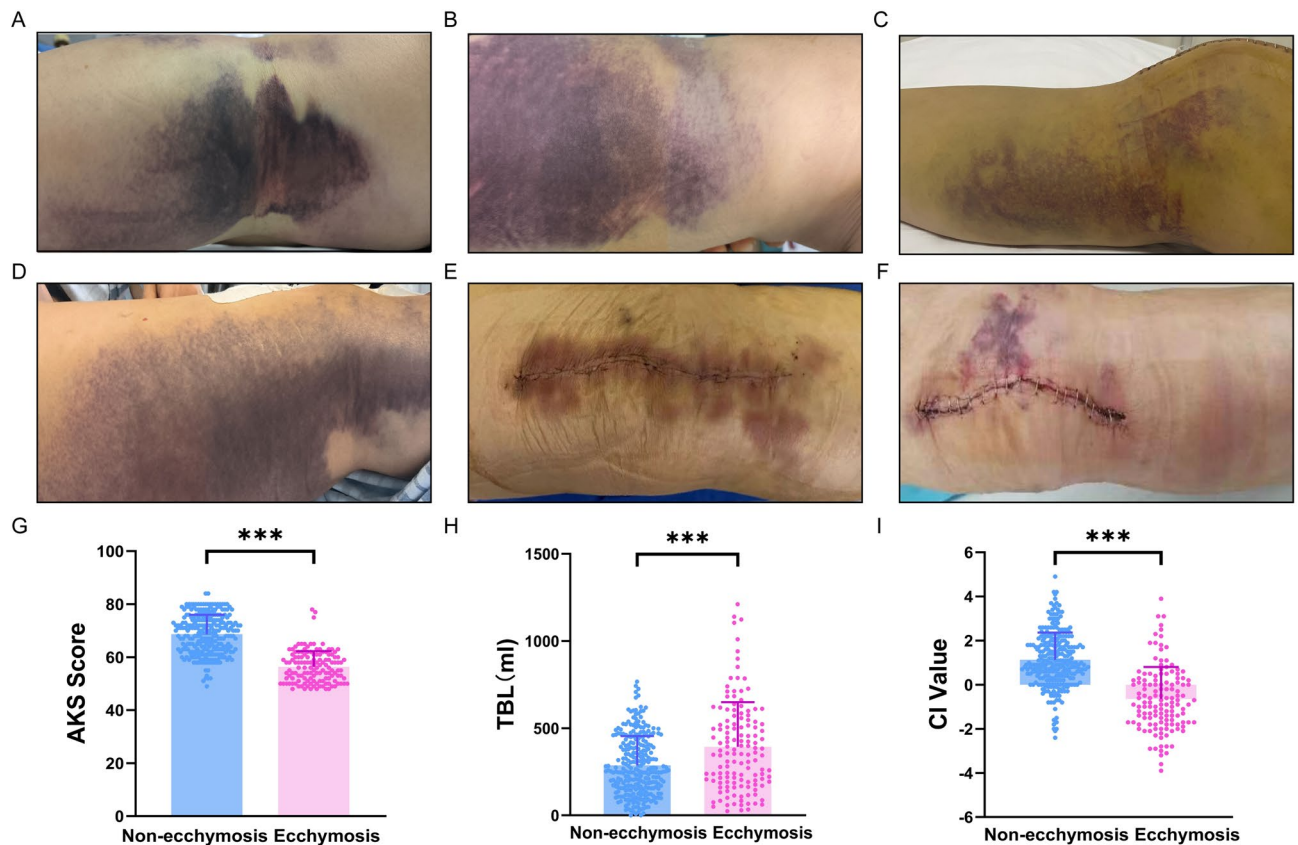 A
B
C
D
E
F
G
***
100
80
60
40
20
0
AKS Score
Non-ecchymosis Ecchymosis
H
***
1500
1000
500
0
TBL(ml)
Non-ecchymosis Ecchymosis
I
***
6
4
2
0
-2
-4
-6
CI Value
Non-ecchymosis Ecchymosis